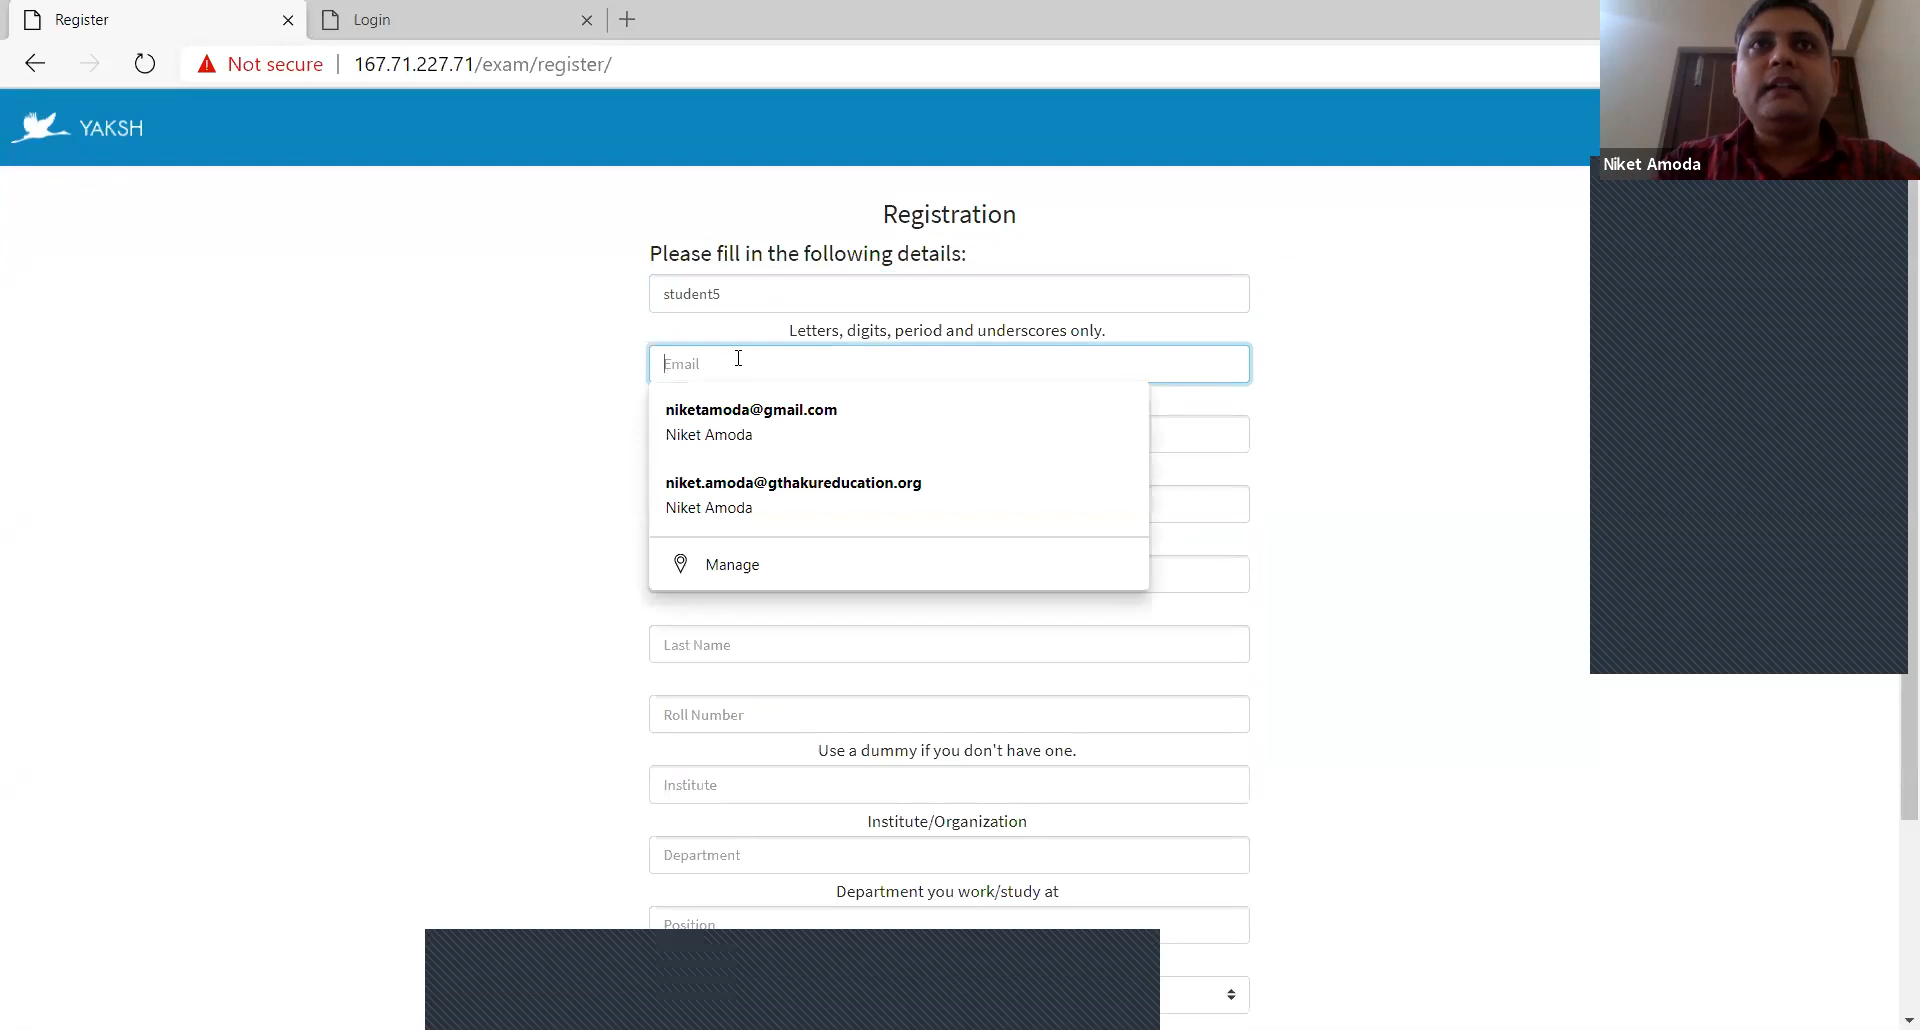 Register
Login
Not secure
167.71.227.71/exam/register/
YAKSH
Niket Amoda
Registration
Please fill in the following details:
student5
Letters, digits, period and underscores only.
Email
niketamoda@gmail.com
Niket Amoda
niket.amoda@gthakureducation.org
Niket Amoda
Manage
Last Name
Roll Number
Use a dummy if you don't have one.
Institute
Institute/Organization
Department
Department you work/study at
Position